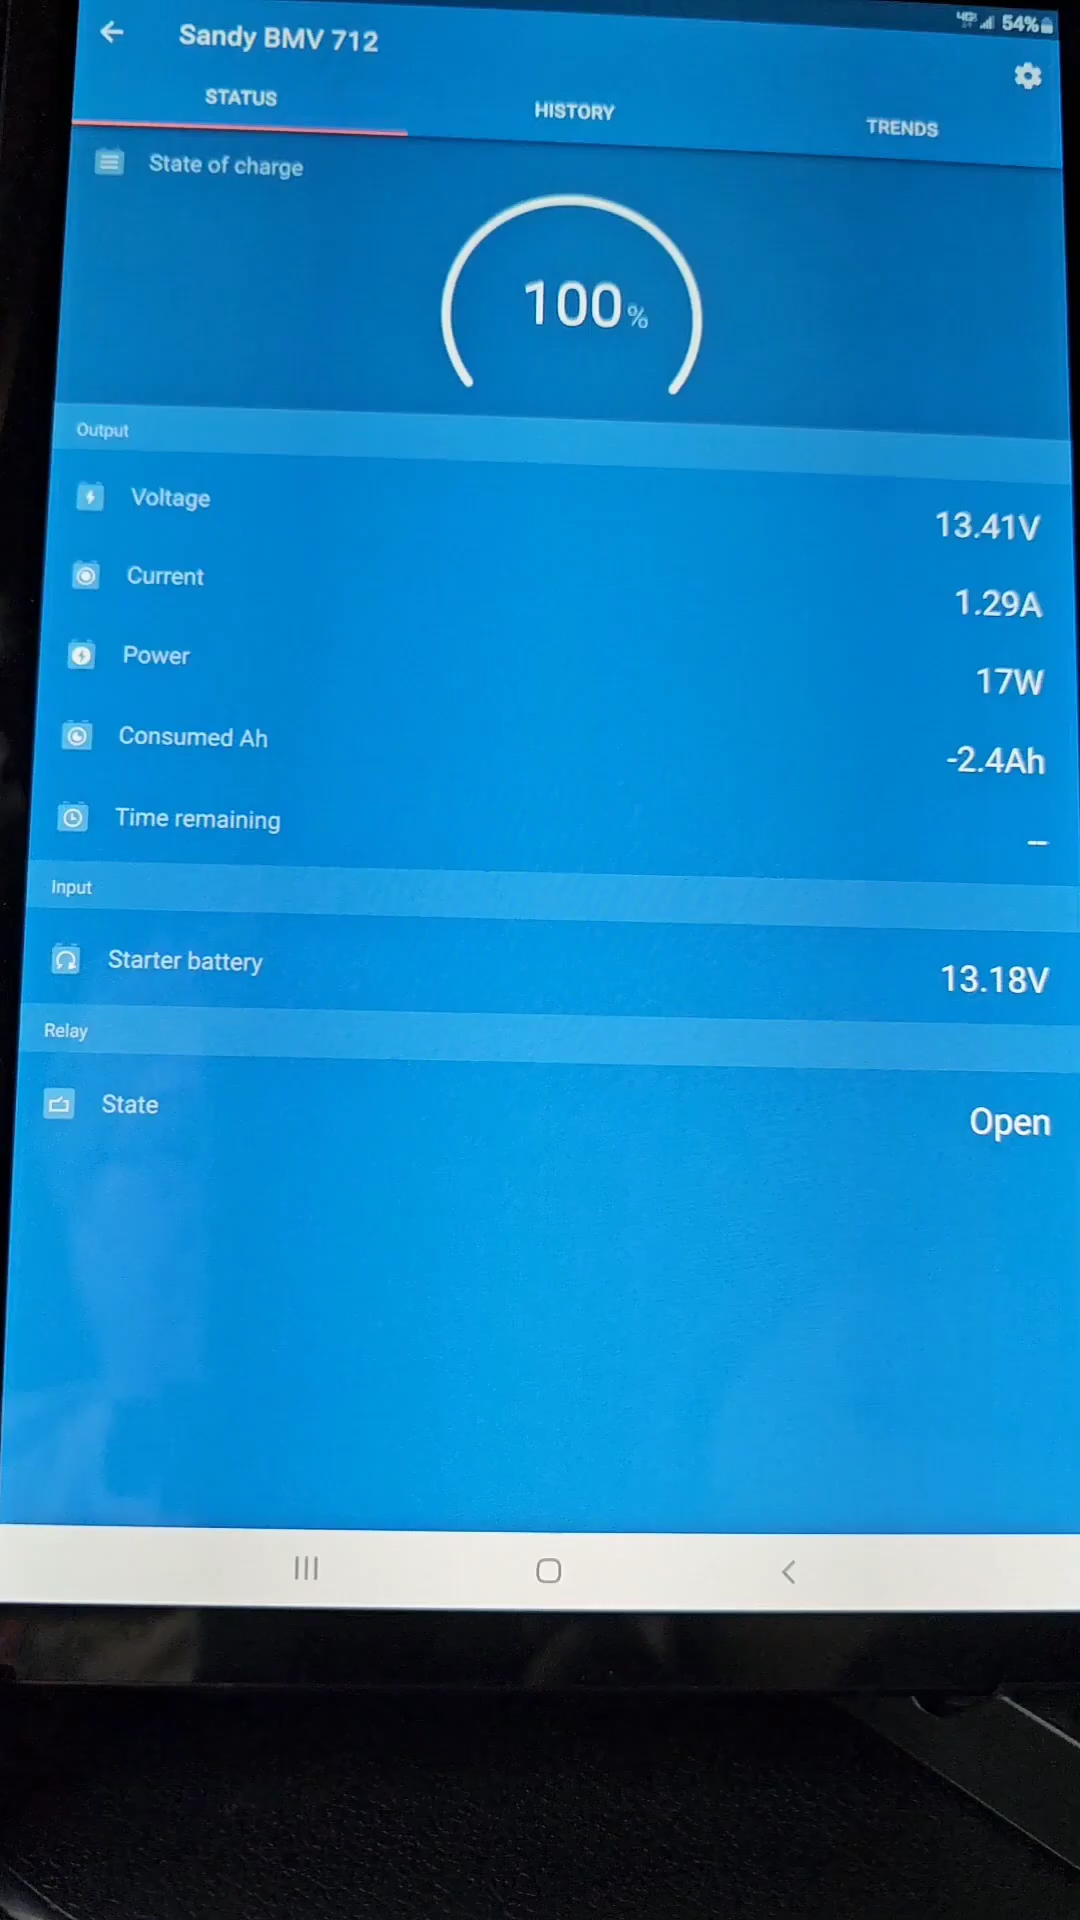 54%
Sandy BMV 712
STATUS
HISTORY
TRENDS
State of charge
100%
Output
Voltage
13.41V
Current
1.29A
Power
17W
Consumed Ah
-2.4Ah
Time remaining
--
Input
Starter battery
13.18V
Relay
State
Open